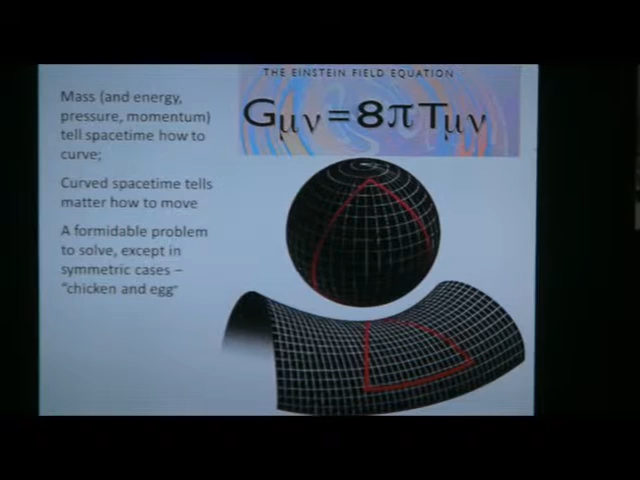 THE EINSTEIN FIELD EQUATION
Gμν = 8πTμν
Mass (and energy,
pressure, momentum)
tell spacetime how to
curve;
Curved spacetime tells
matter how to move
A formidable problem
to solve, except in
symmetric cases –
"chicken and egg"